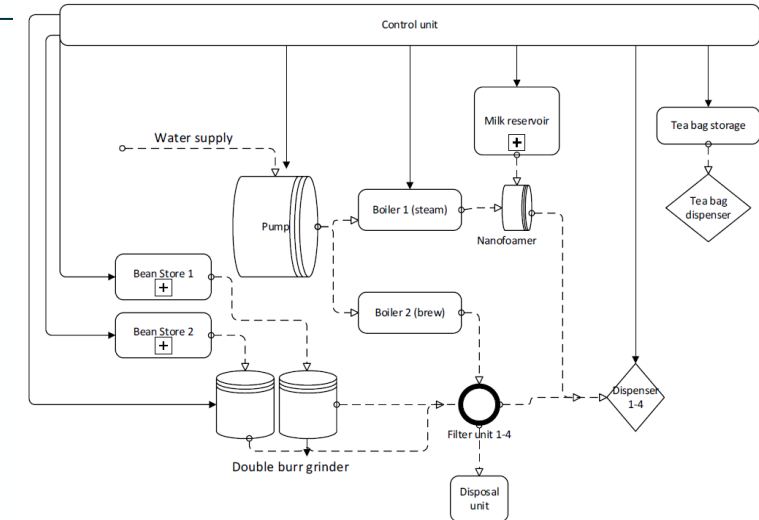 Control unit
Water supply
Milk reservoir
Tea bag storage
Pump
Boiler 1 (steam)
Tea bag
dispenser
Nanofoamer
Bean Store 1
Bean Store 2
Boiler 2 (brew)
Dispenser
1-4
Filter unit 1-4
Double burr grinder
Disposal
unit